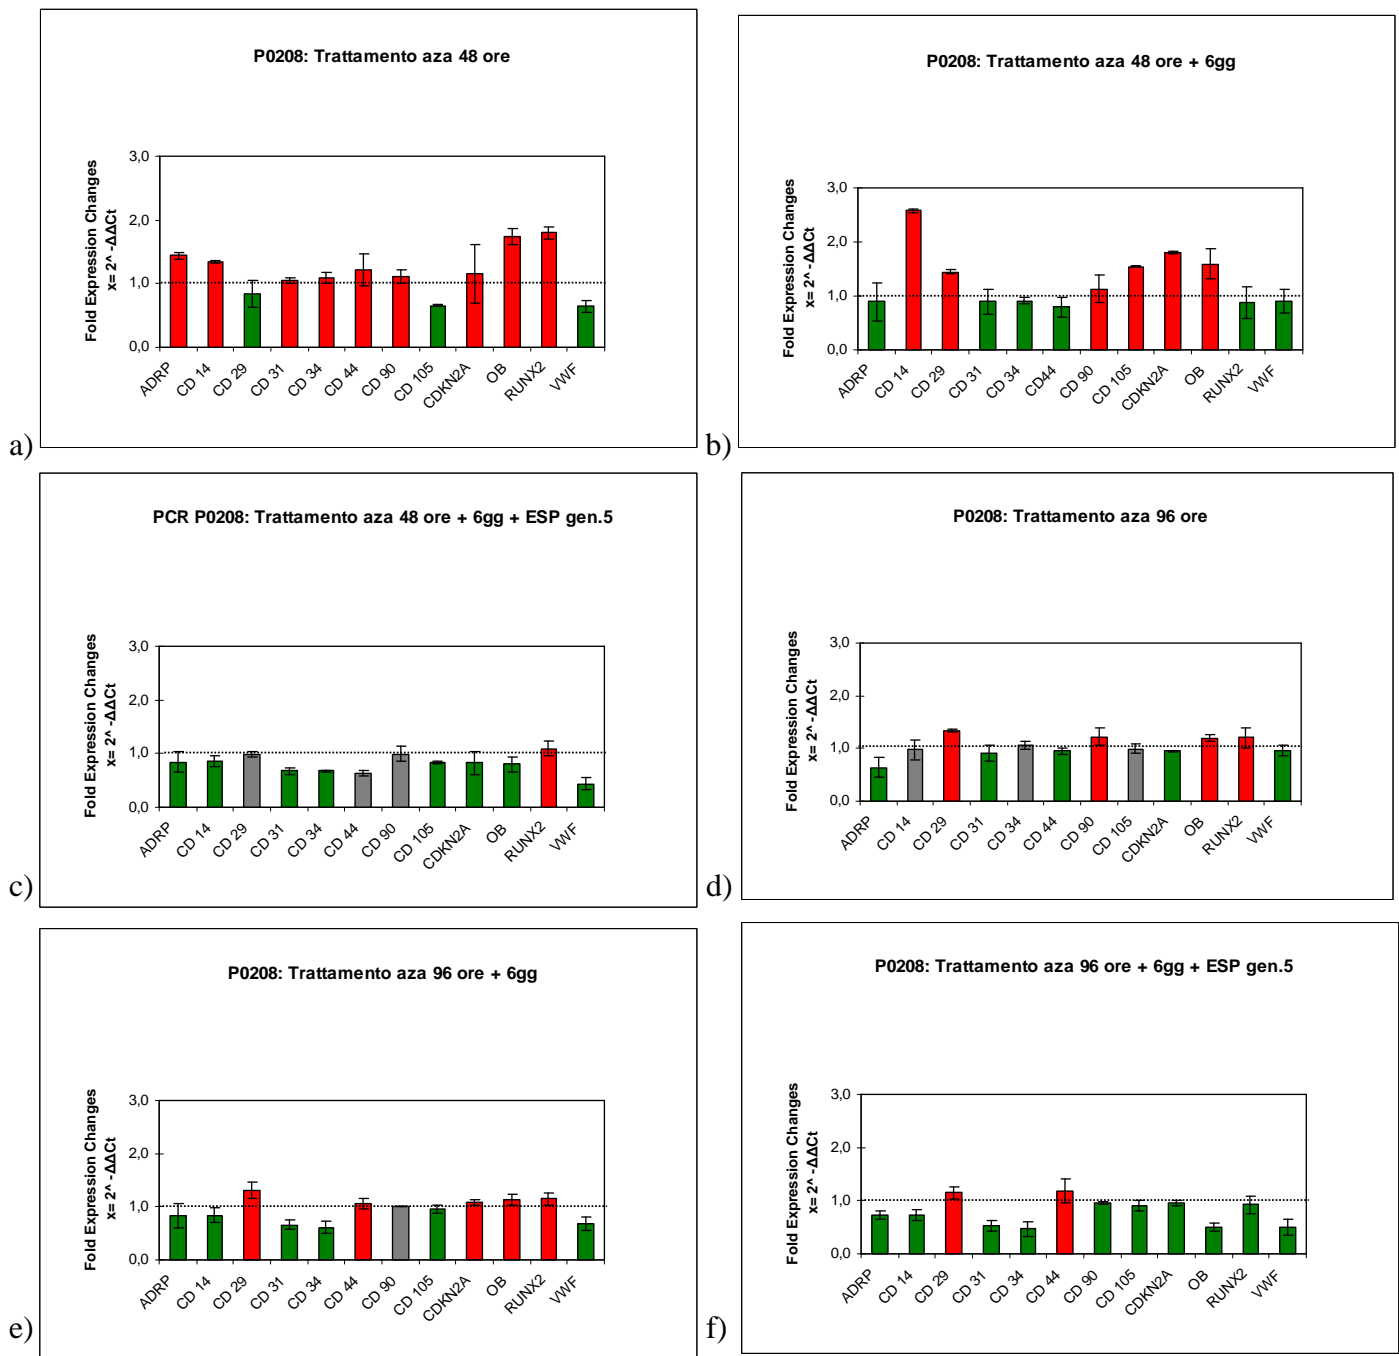 P0208: Trattamento aza 48 ore
Fold Expression Changes
x= 2^ -ΔΔCt
3,0
2,0
1,0
0,0
ADRP
CD 14
CD 29
CD 31
CD 34
CD 44
CD 90
CD 105
CDKN2A
OB
RUNX2
VWF
a)
P0208: Trattamento aza 48 ore + 6gg
Fold Expression Changes
x= 2^ -ΔΔCt
3,0
2,0
1,0
0,0
ADRP
CD 14
CD 29
CD 31
CD 34
CD44
CD 90
CD 105
CDKN2A
OB
RUNX2
VWF
b)
PCR P0208: Trattamento aza 48 ore + 6gg + ESP gen.5
Fold Expression Changes
x= 2^ -ΔΔCt
3,0
2,0
1,0
0,0
ADRP
CD 14
CD 29
CD 31
CD 34
CD 44
CD 90
CD 105
CDKN2A
OB
RUNX2
VWF
c)
P0208: Trattamento aza 96 ore
Fold Expression Changes
x= 2^ -ΔΔCt
3,0
2,0
1,0
0,0
ADRP
CD 14
CD 29
CD 31
CD 34
CD 44
CD 90
CD 105
CDKN2A
OB
RUNX2
VWF
d)
P0208: Trattamento aza 96 ore + 6gg
Fold Expression Changes
x= 2^ -ΔΔCt
3,0
2,0
1,0
0,0
ADRP
CD 14
CD 29
CD 31
CD 34
CD 44
CD 90
CD 105
CDKN2A
OB
RUNX2
VWF
e)
P0208: Trattamento aza 96 ore + 6gg + ESP gen.5
Fold Expression Changes
x= 2^ -ΔΔCt
3,0
2,0
1,0
0,0
ADRP
CD 14
CD 29
CD 31
CD 34
CD 44
CD 90
CD 105
CDKN2A
OB
RUNX2
VWF
f)